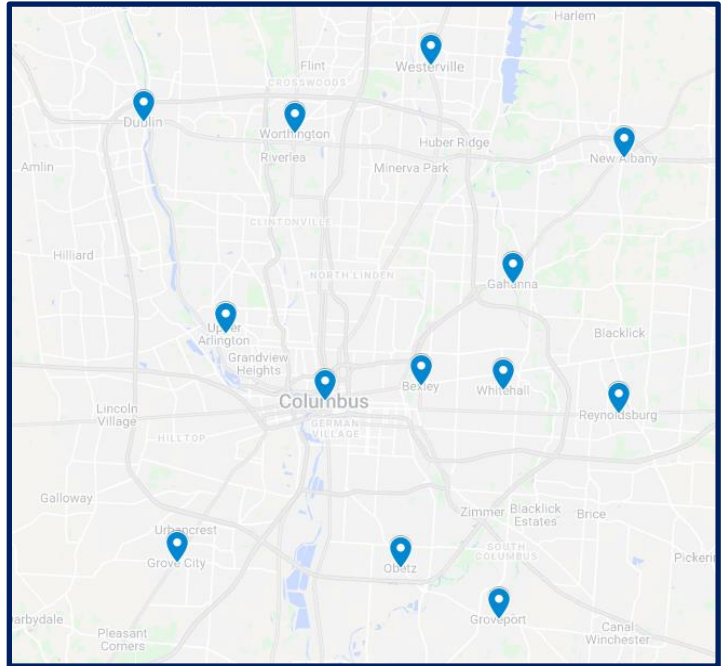 Harlem
Flint
Westerville
CROSSWOODS
Dublin
Worthington
Huber Ridge
Riverlea
New Albany
Amlin
Minerva Park
CLINTONVILLE
Hilliard
NORTH LINDEN
Gahanna
Upper
Arlington
Blacklick
Grandview
Heights
Bexley
Whitehall
Columbus
Lincoln
Village
Reynoldsburg
GERMAN
VILLAGE
HILLTOP
Galloway
Zimmer
Blacklick
Estates
Brice
Urbancrest
Grove City
SOUTH
COLUMBUS
Obetz
Pickerin
arbydale
Groveport
Pleasant
Corners
Canal
Winchester